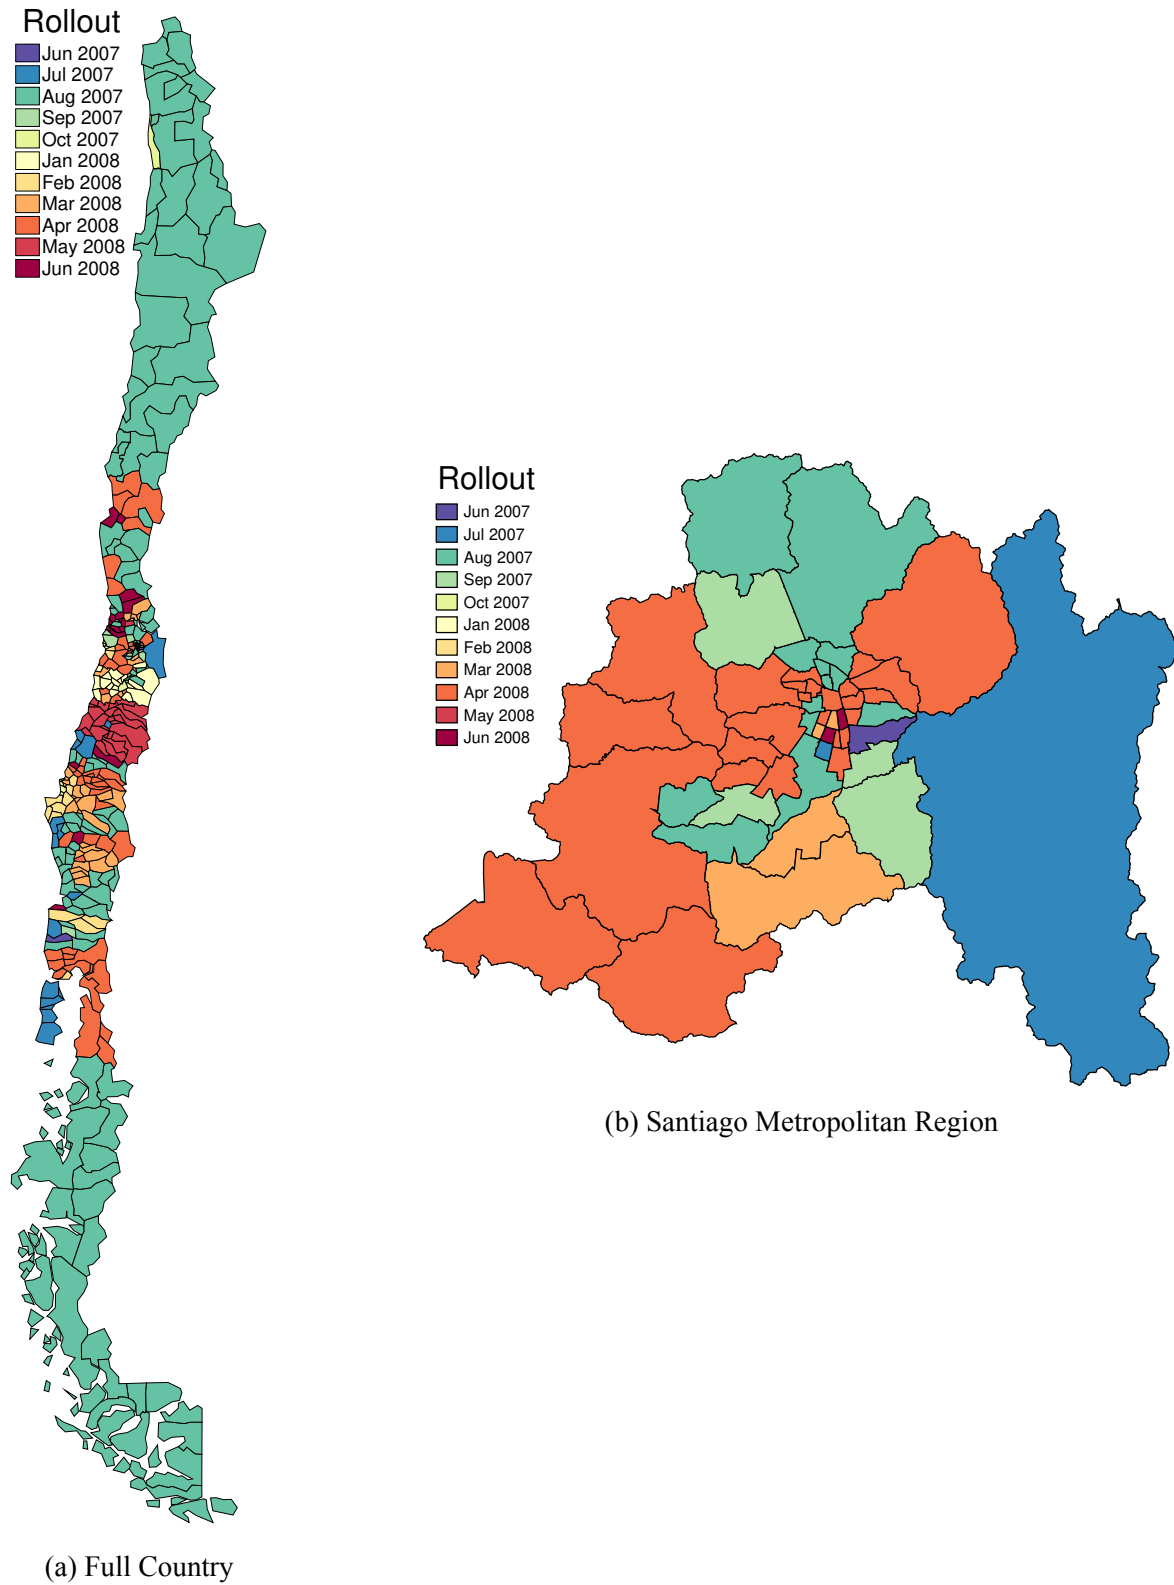 Rollout
Jun 2007
Jul 2007
Aug 2007
Sep 2007
Oct 2007
Jan 2008
Feb 2008
Mar 2008
Apr 2008
May 2008
Jun 2008
(a) Full Country
Rollout
Jun 2007
Jul 2007
Aug 2007
Sep 2007
Oct 2007
Jan 2008
Feb 2008
Mar 2008
Apr 2008
May 2008
Jun 2008
(b) Santiago Metropolitan Region